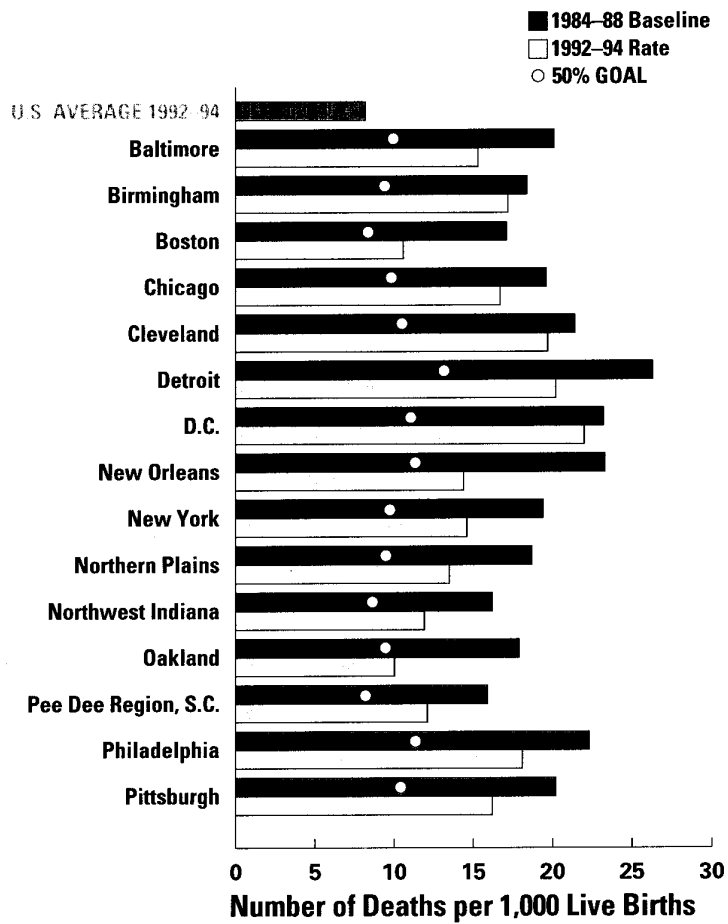 1984–88 Baseline
1992–94 Rate
50% GOAL
U.S. AVERAGE 1992–94
Baltimore
Birmingham
Boston
Chicago
Cleveland
Detroit
D.C.
New Orleans
New York
Northern Plains
Northwest Indiana
Oakland
Pee Dee Region, S.C.
Philadelphia
Pittsburgh
0 5 10 15 20 25 30
Number of Deaths per 1,000 Live Births